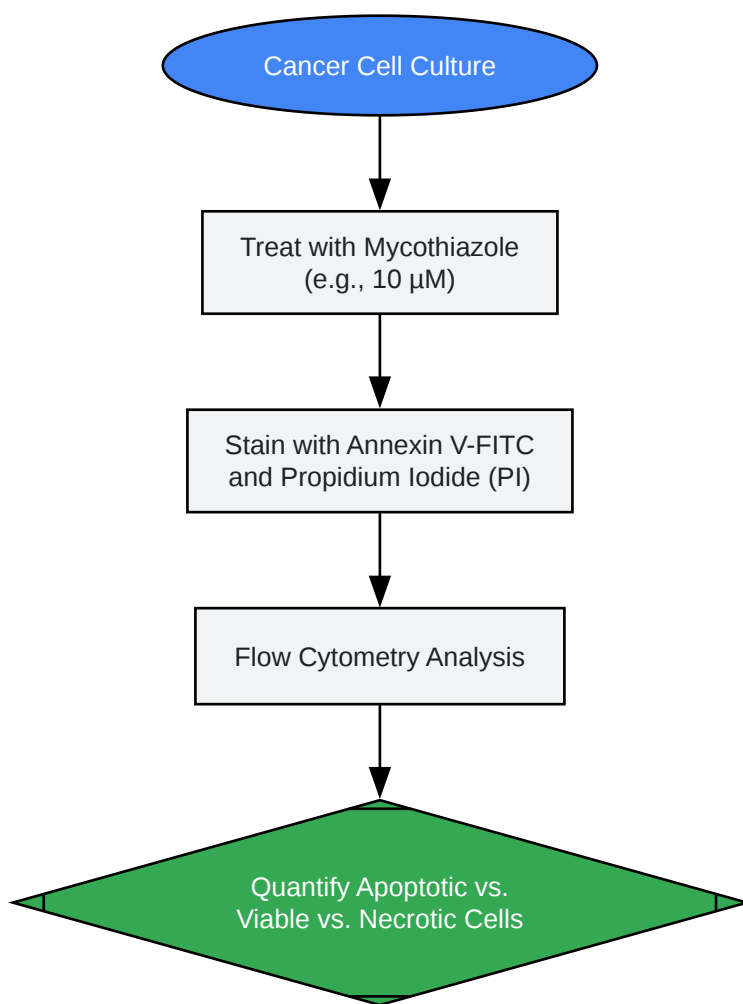 Cancer Cell Culture
Treat with Mycothiazole
(e.g., 10 µM)
Stain with Annexin V-FITC
and Propidium Iodide (PI)
Flow Cytometry Analysis
Quantify Apoptotic vs.
Viable vs. Necrotic Cells